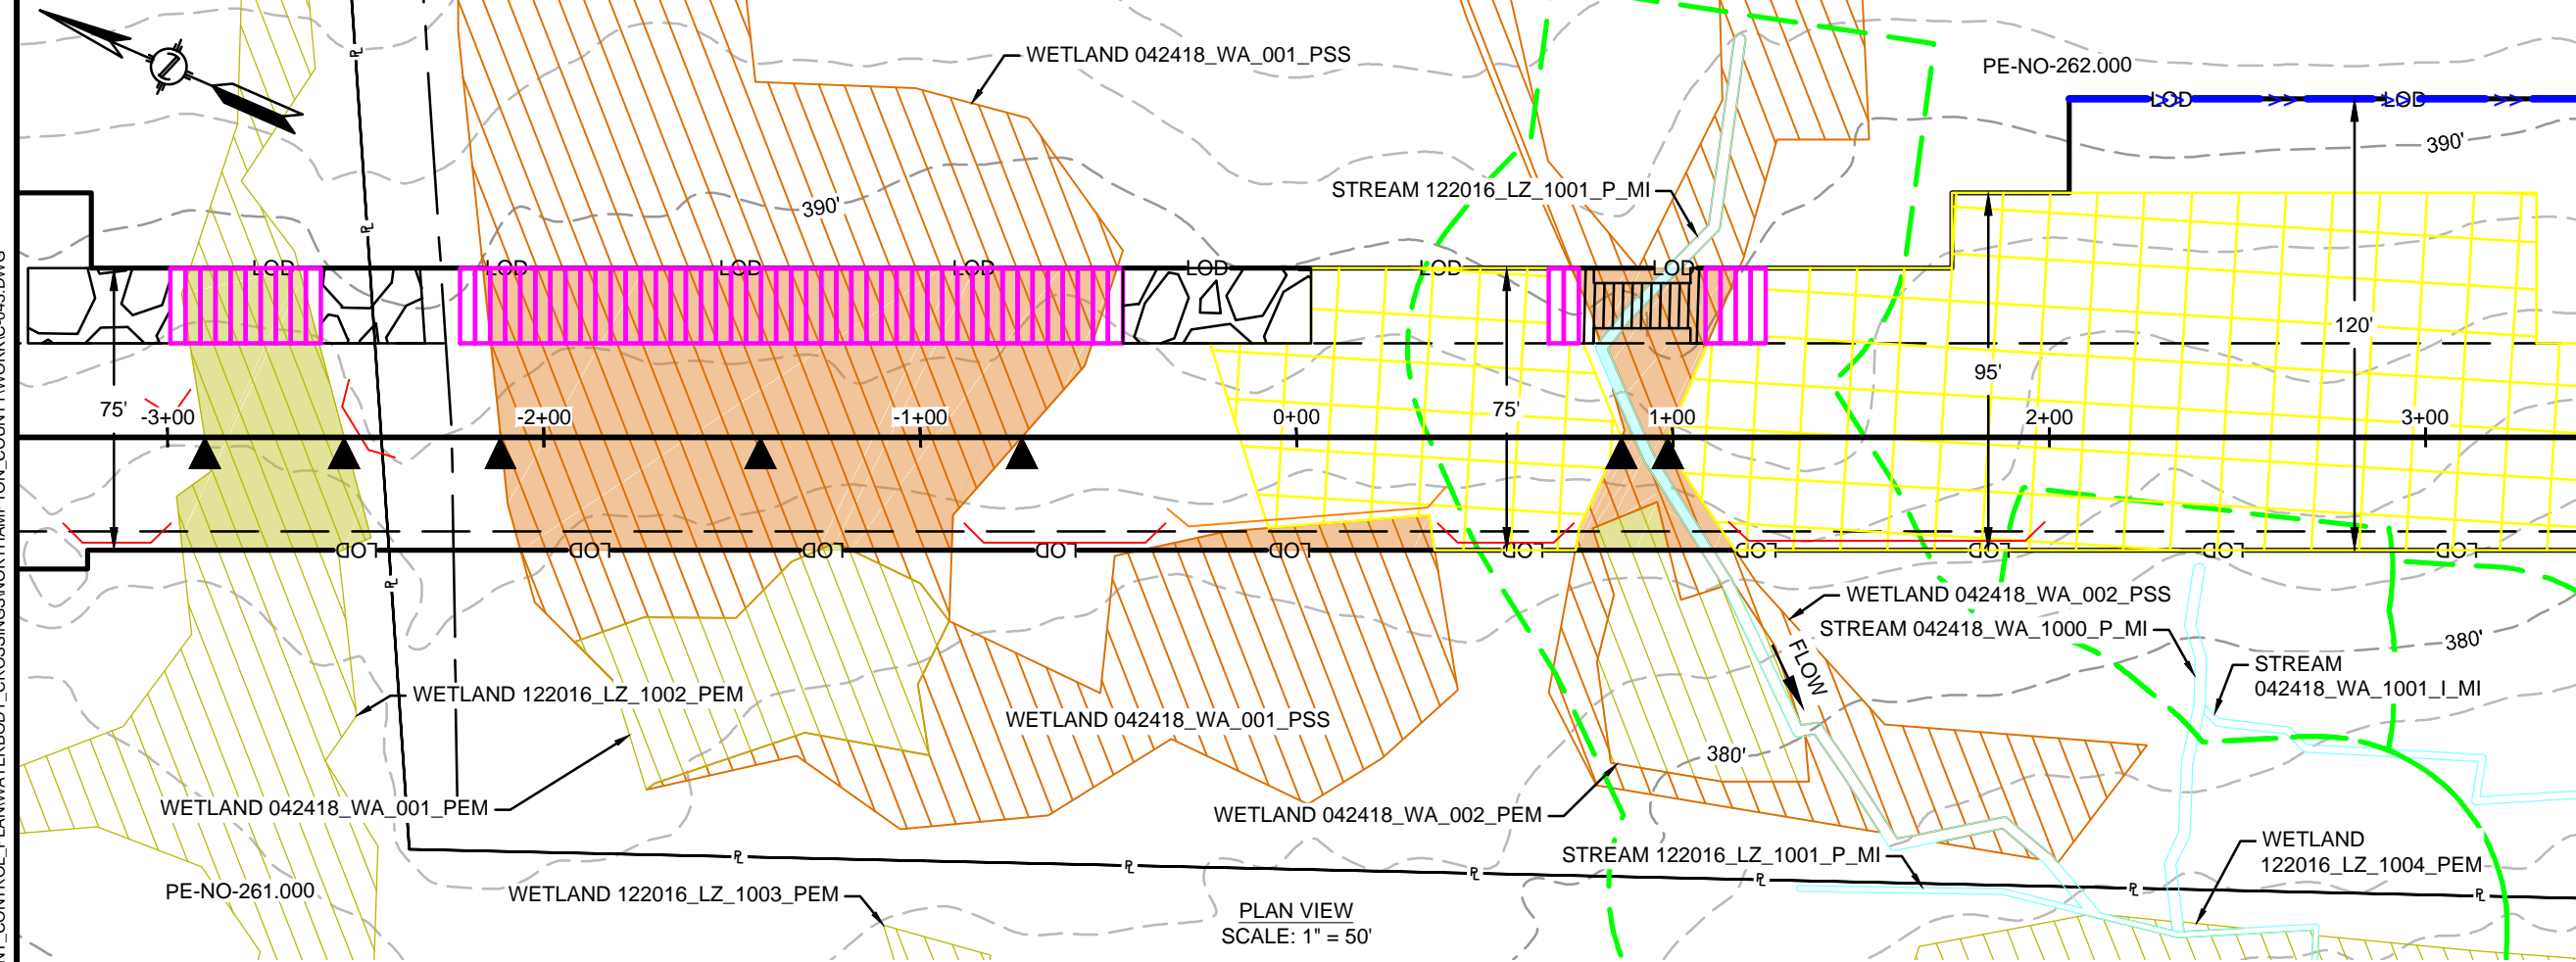 WETLAND 042418_WA_001_PSS
PE-NO-262.000
LOD
LOD
390'
STREAM 122016_LZ_1001_P_MI
390'
LOD
LOD
LOD
LOD
LOD
LOD
LOD
120'
95'
75'
75'
-3+00
-2+00
-1+00
0+00
1+00
2+00
3+00
LOD
LOD
LOD
LOD
LOD
LOD
LOD
LOD
LOD
LOD
WETLAND 042418_WA_002_PSS
STREAM 042418_WA_1000_P_MI
380'
STREAM
042418_WA_1001_I_MI
FLOW
WETLAND 122016_LZ_1002_PEM
WETLAND 042418_WA_001_PSS
380'
WETLAND 042418_WA_001_PEM
WETLAND 042418_WA_002_PEM
STREAM 122016_LZ_1001_P_MI
WETLAND
122016_LZ_1004_PEM
PE-NO-261.000
WETLAND 122016_LZ_1003_PEM
PLAN VIEW
SCALE: 1" = 50'